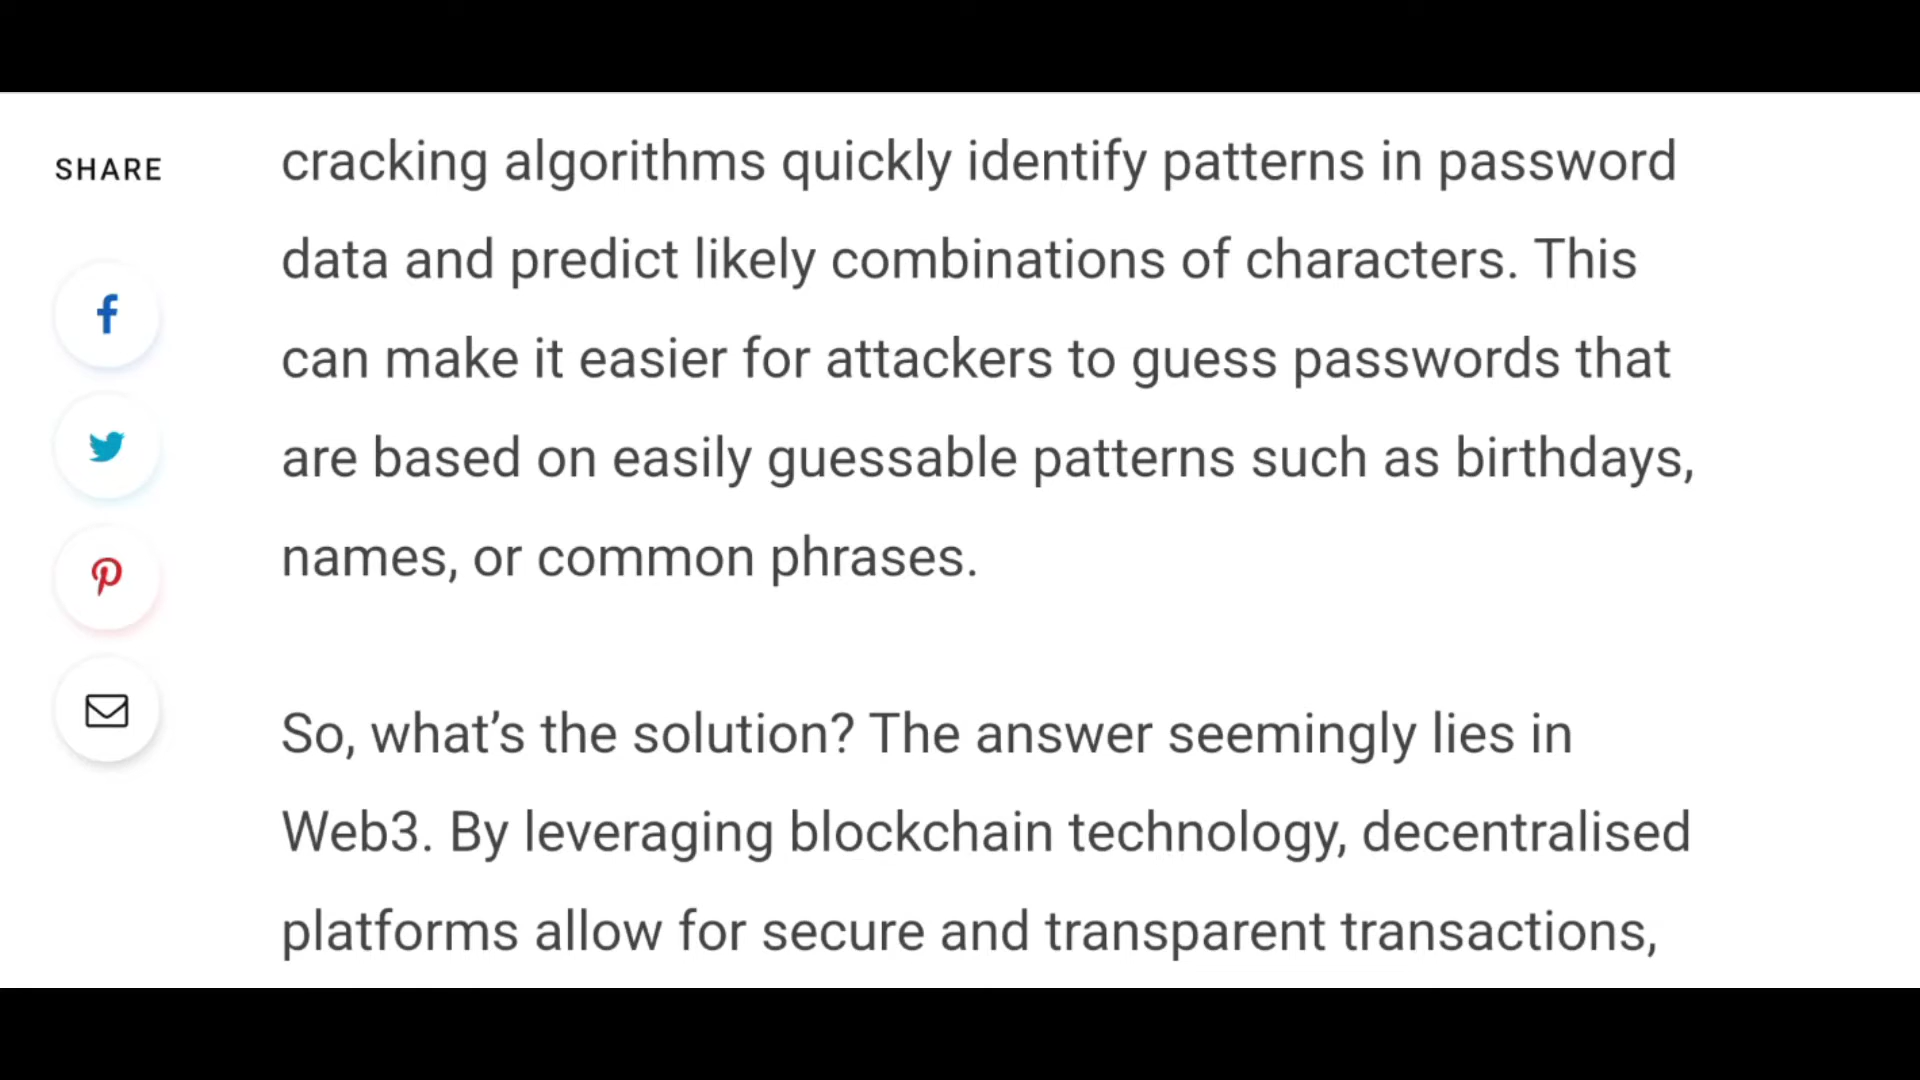 SHARE
cracking algorithms quickly identify patterns in password
data and predict likely combinations of characters. This
can make it easier for attackers to guess passwords that
are based on easily guessable patterns such as birthdays,
names, or common phrases.
So, what’s the solution? The answer seemingly lies in
Web3. By leveraging blockchain technology, decentralised
platforms allow for secure and transparent transactions,